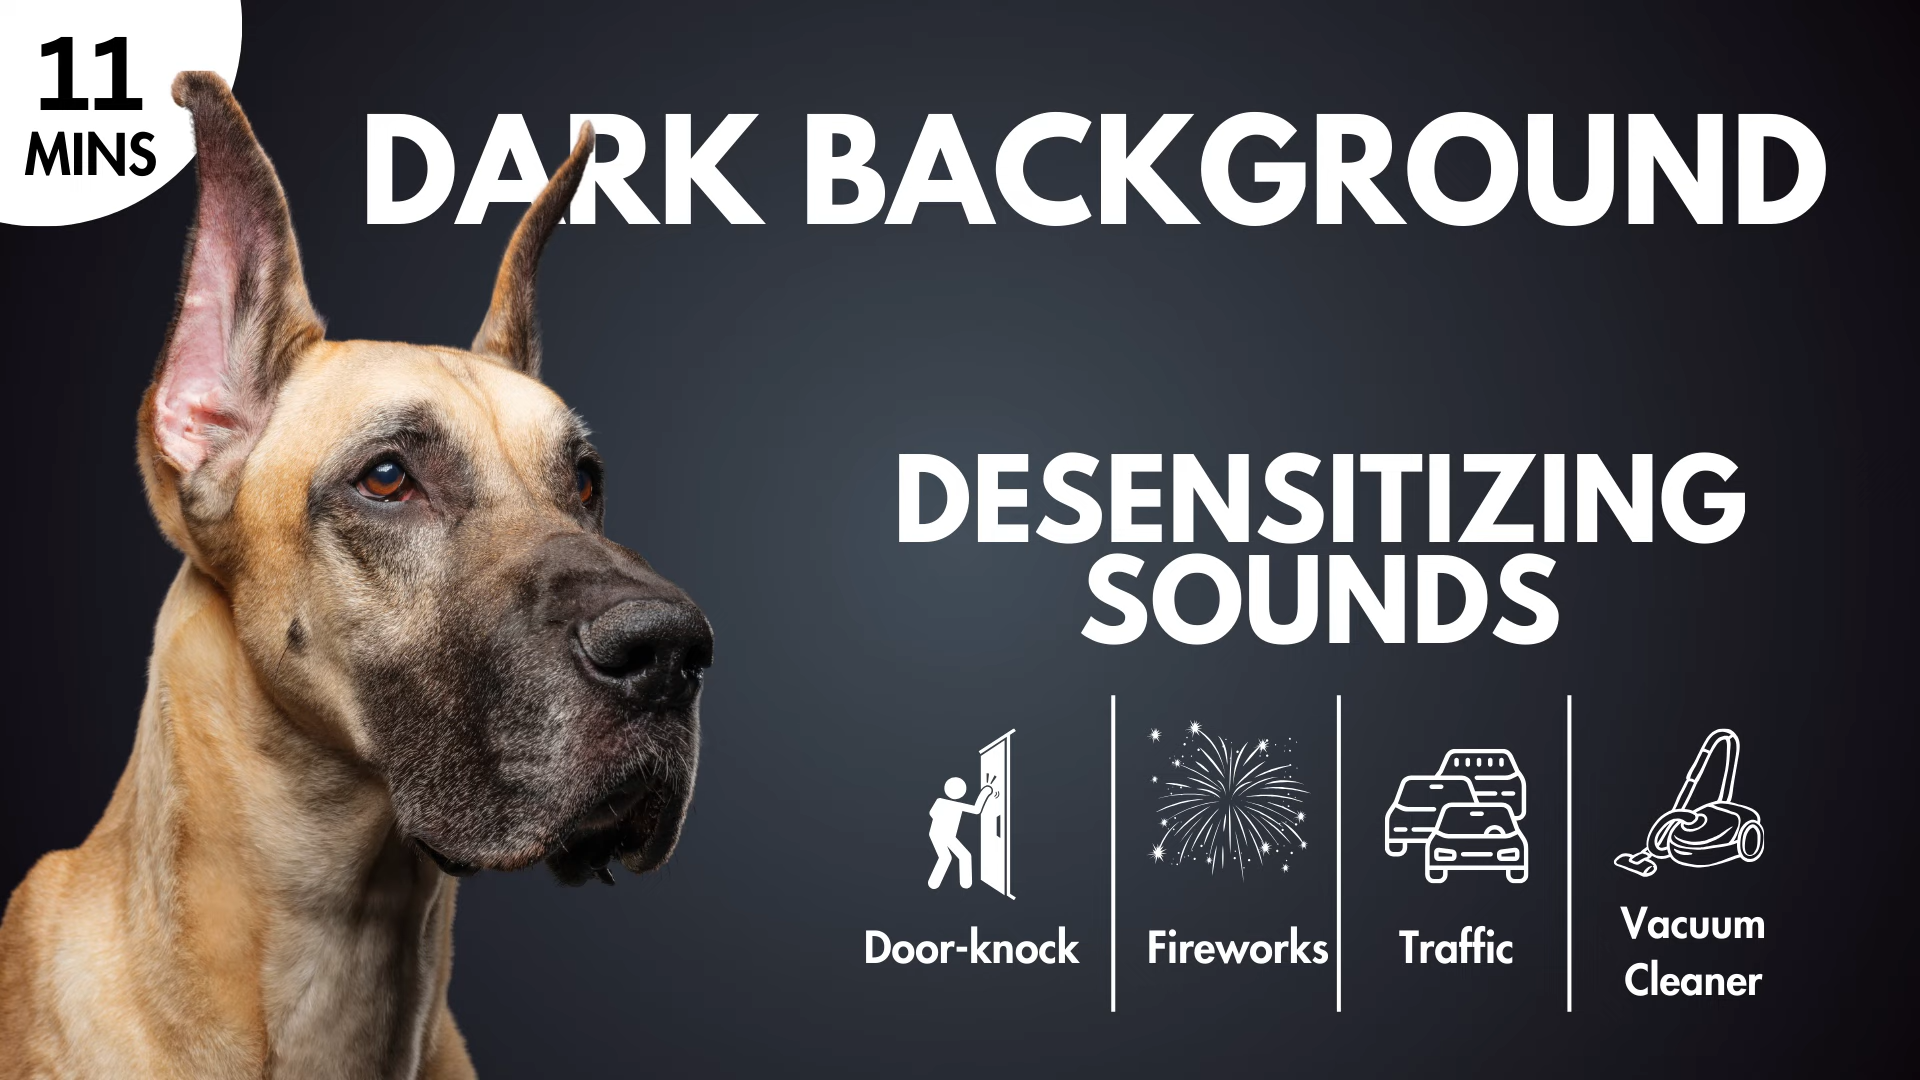 11
MINS
DARK BACKGROUND
DESENSITIZING
SOUNDS
Door-knock
Fireworks
Traffic
Vacuum
Cleaner